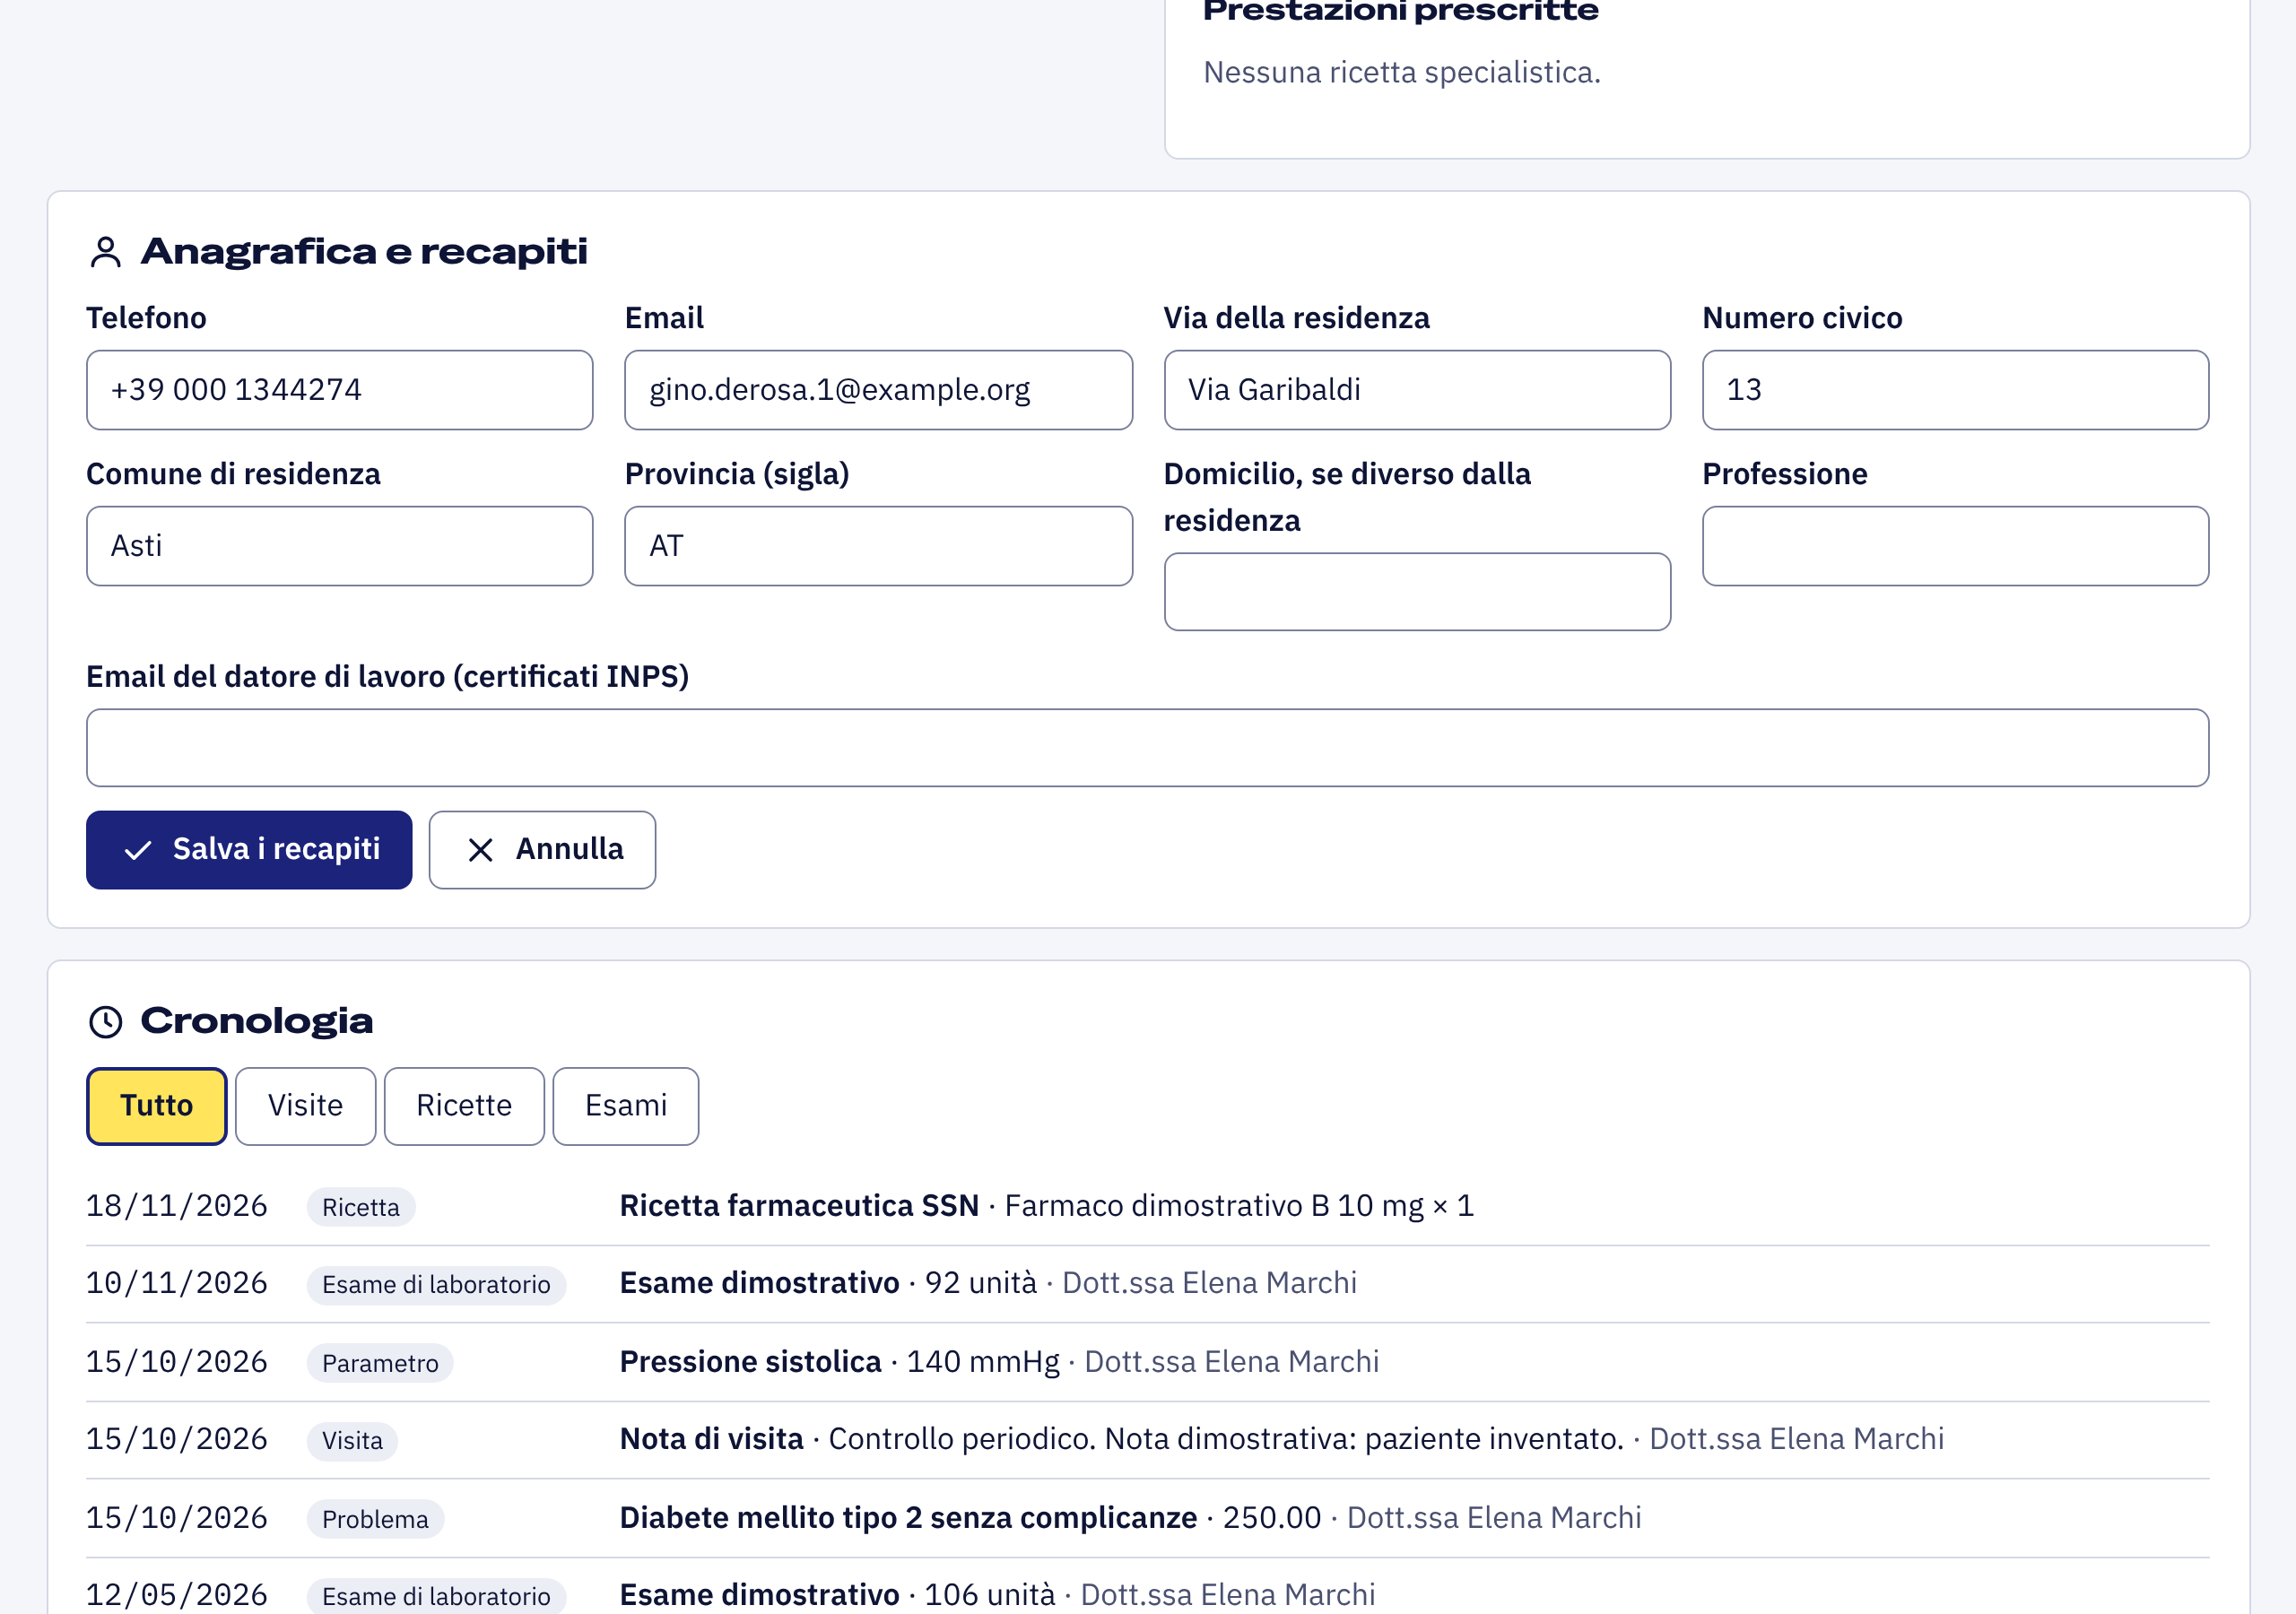 Prestazioni prescritte
Nessuna ricetta specialistica.
Anagrafica e recapiti
Telefono
+39 000 1344274
Email
gino.derosa.1@example.org
Via della residenza
Via Garibaldi
Numero civico
13
Comune di residenza
Asti
Provincia (sigla)
AT
Domicilio, se diverso dalla
residenza
Professione
Email del datore di lavoro (certificati INPS)
Salva i recapiti
Annulla
Cronologia
Tutto
Visite
Ricette
Esami
18/11/2026 Ricetta Ricetta farmaceutica SSN · Farmaco dimostrativo B 10 mg × 1
10/11/2026 Esame di laboratorio Esame dimostrativo · 92 unità · Dott.ssa Elena Marchi
15/10/2026 Parametro Pressione sistolica · 140 mmHg · Dott.ssa Elena Marchi
15/10/2026 Visita Nota di visita · Controllo periodico. Nota dimostrativa: paziente inventato. · Dott.ssa Elena Marchi
15/10/2026 Problema Diabete mellito tipo 2 senza complicanze · 250.00 · Dott.ssa Elena Marchi
12/05/2026 Esame di laboratorio Esame dimostrativo · 106 unità · Dott.ssa Elena Marchi